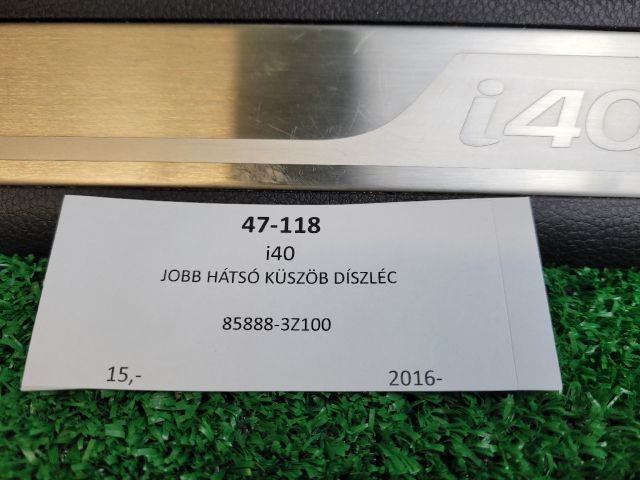 i40
47-118
i40
JOBB HÁTSÓ KÜSZÖB DÍSZLÉC
85888-3Z100
15,- 2016-